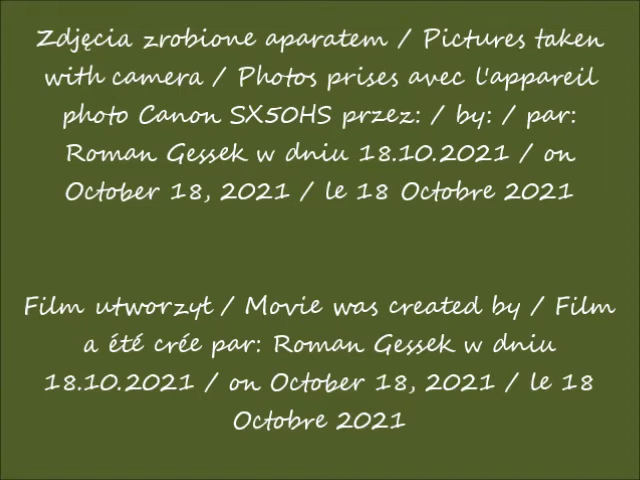 Zdjęcia zrobione aparatem / Pictures taken
with camera / Photos prises avec l'appareil
photo Canon SX50HS przez: / by: / par:
Roman Gessek w dniu 18.10.2021 / on
October 18, 2021 / le 18 Octobre 2021
Film utworzył / Movie was created by / Film
a été crée par: Roman Gessek w dniu
18.10.2021 / on October 18, 2021 / le 18
Octobre 2021